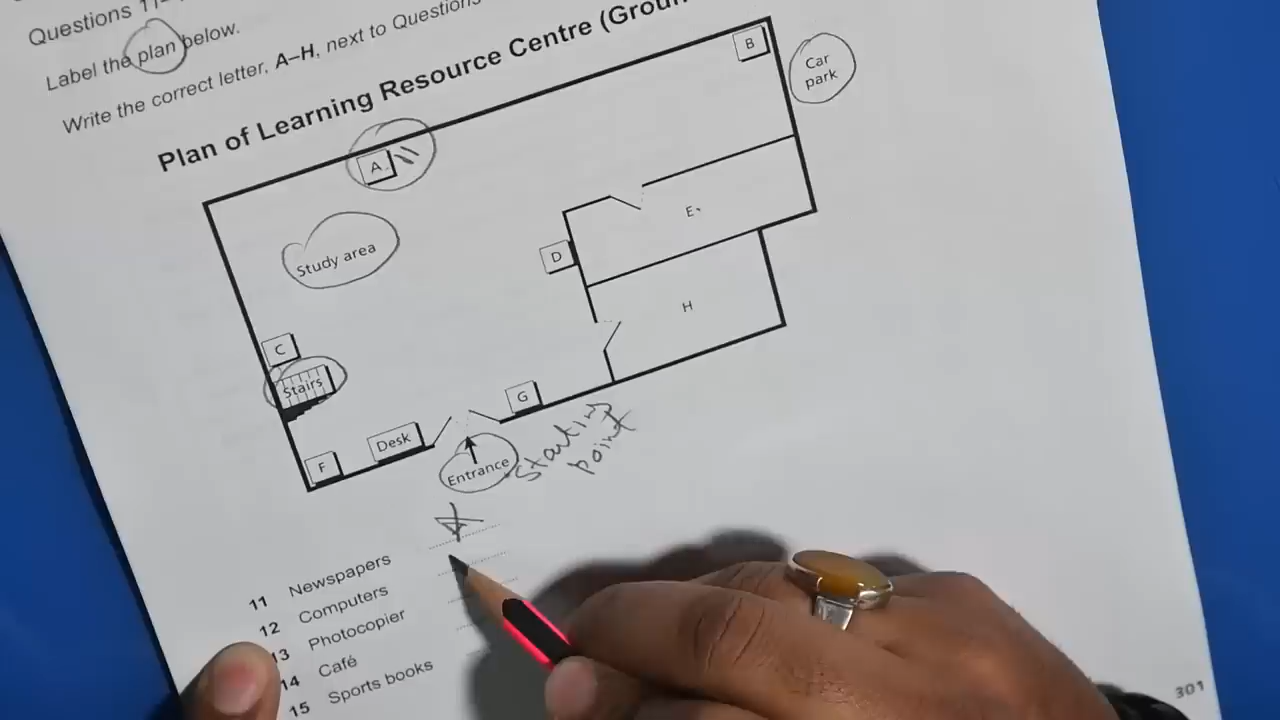 Questions 11-
Label the plan below.
Write the correct letter, A–H, next to Questions
Plan of Learning Resource Centre (Groun
B
Car
park
A
Study area
E
D
H
C
Stairs
G
Desk
F
Entrance
Starting
point
11 Newspapers
12 Computers
13 Photocopier
14 Café
15 Sports books
301